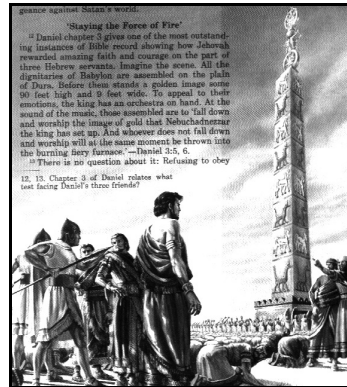 geance against Satan's world.
'Staying the Force of Fire'
12 Daniel chapter 3 gives one of the most outstand-
ing instances of Bible record showing how Jehovah
rewarded amazing faith and courage on the part of
three Hebrew servants. Imagine the scene. All the
dignitaries of Babylon are assembled on the plain
of Dura. Before them stands a golden image some
90 feet high and 9 feet wide. To appeal to their
emotions, the king has an orchestra on hand. At the
sound of the music, those assembled are to 'fall down
and worship the image of gold that Nebuchadnezzar
the king has set up. And whoever does not fall down
and worship will at the same moment be thrown into
the burning fiery furnace.'—Daniel 3:5, 6.
13 There is no question about it: Refusing to obey
12, 13. Chapter 3 of Daniel relates what
test facing Daniel's three friends?